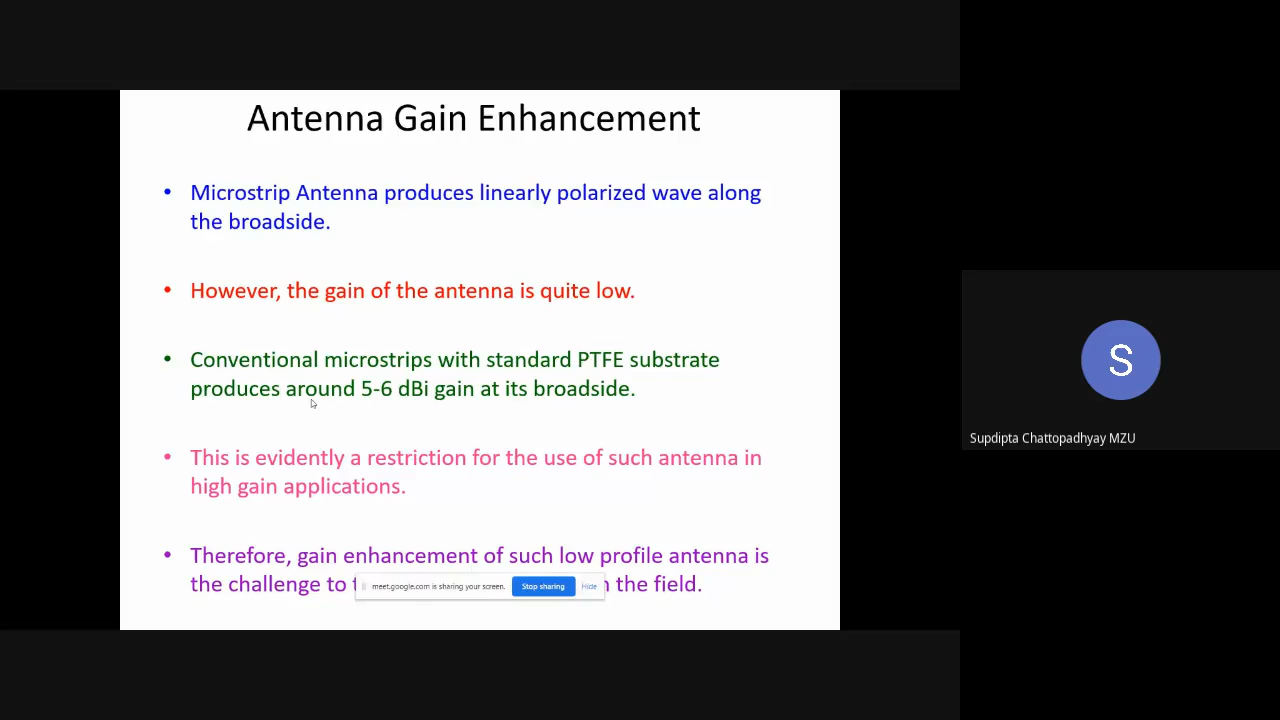 Antenna Gain Enhancement
• Microstrip Antenna produces linearly polarized wave along
the broadside.
• However, the gain of the antenna is quite low.
• Conventional microstrips with standard PTFE substrate
produces around 5-6 dBi gain at its broadside.
• This is evidently a restriction for the use of such antenna in
high gain applications.
• Therefore, gain enhancement of such low profile antenna is
the challenge to the field.
meet.google.com is sharing your screen. Stop sharing Hide
S
Supdipta Chattopadhyay MZU